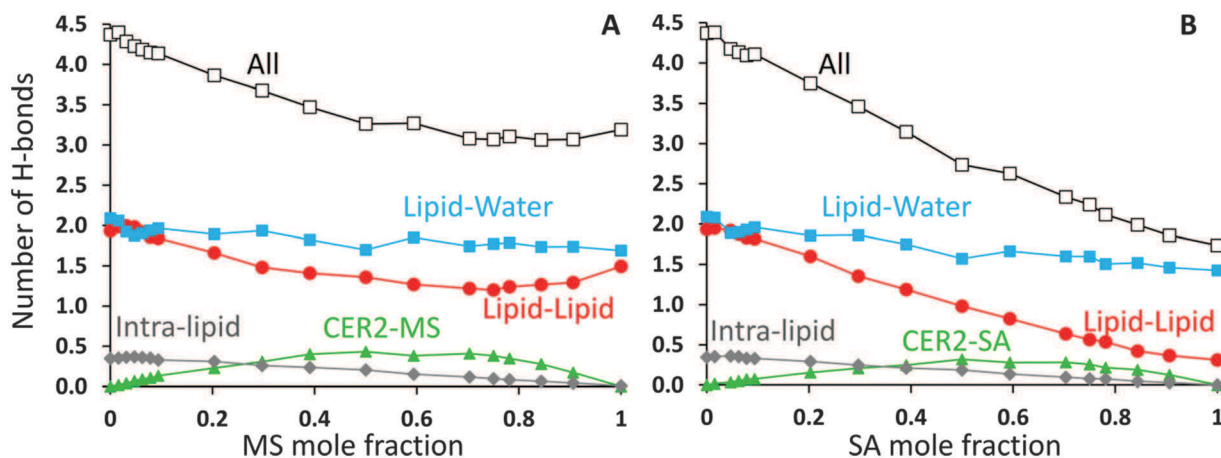 Number of H-bonds
4.5
4.0
3.5
3.0
2.5
2.0
1.5
1.0
0.5
0.0
A
All
Lipid-Water
Lipid-Lipid
Intra-lipid
CER2-MS
0 0.2 0.4 0.6 0.8 1
MS mole fraction
4.5
4.0
3.5
3.0
2.5
2.0
1.5
1.0
0.5
0.0
B
All
Lipid-Water
Lipid-Lipid
Intra-lipid
CER2-SA
0 0.2 0.4 0.6 0.8 1
SA mole fraction